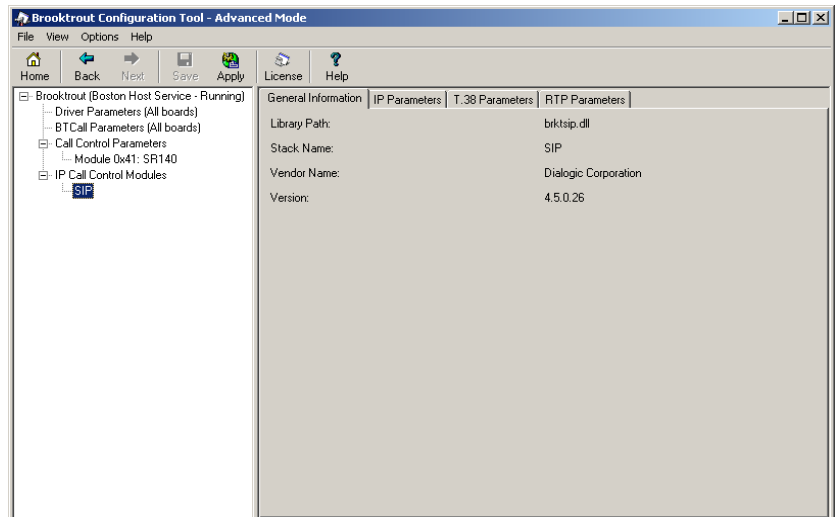 Brooktrout Configuration Tool - Advanced Mode
File View Options Help
Home Back Next Save Apply License Help
Brooktrout (Boston Host Service - Running)
Driver Parameters (All boards)
BTCall Parameters (All boards)
Call Control Parameters
Module 0x41: SR140
IP Call Control Modules
SIP
General Information IP Parameters T.38 Parameters RTP Parameters
Library Path: brktsip.dll
Stack Name: SIP
Vendor Name: Dialogic Corporation
Version: 4.5.0.26